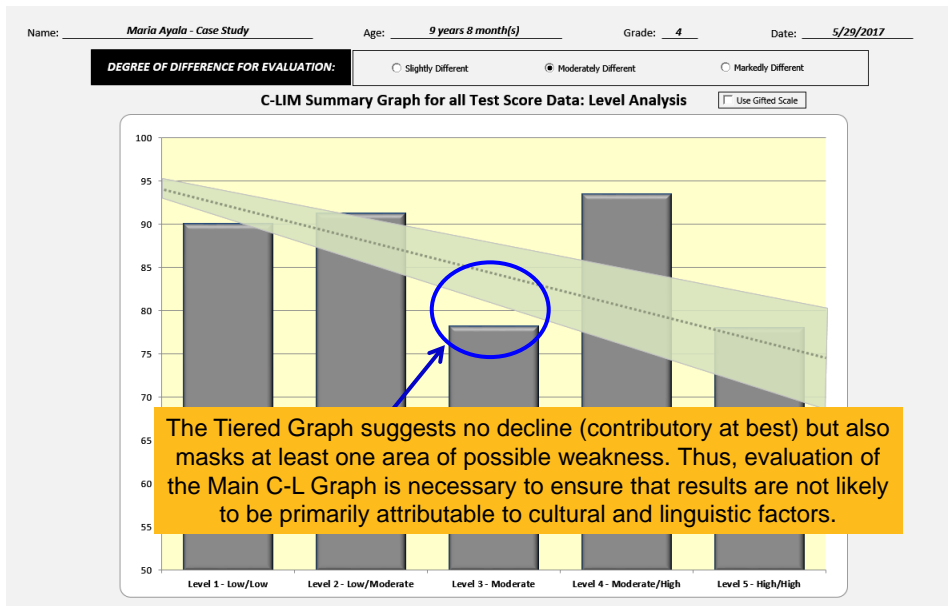 Name: Maria Ayala - Case Study Age: 9 years 8 month(s) Grade: 4 Date: 5/29/2017
DEGREE OF DIFFERENCE FOR EVALUATION: Slightly Different Moderately Different Markedly Different
C-LIM Summary Graph for all Test Score Data: Level Analysis Use Gifted Scale
100
95
90
85
80
75
70
65
60
55
50
The Tiered Graph suggests no decline (contributory at best) but also
masks at least one area of possible weakness. Thus, evaluation of
the Main C-L Graph is necessary to ensure that results are not likely
to be primarily attributable to cultural and linguistic factors.
Level 1 - Low/Low Level 2 - Low/Moderate Level 3 - Moderate Level 4 - Moderate/High Level 5 - High/High